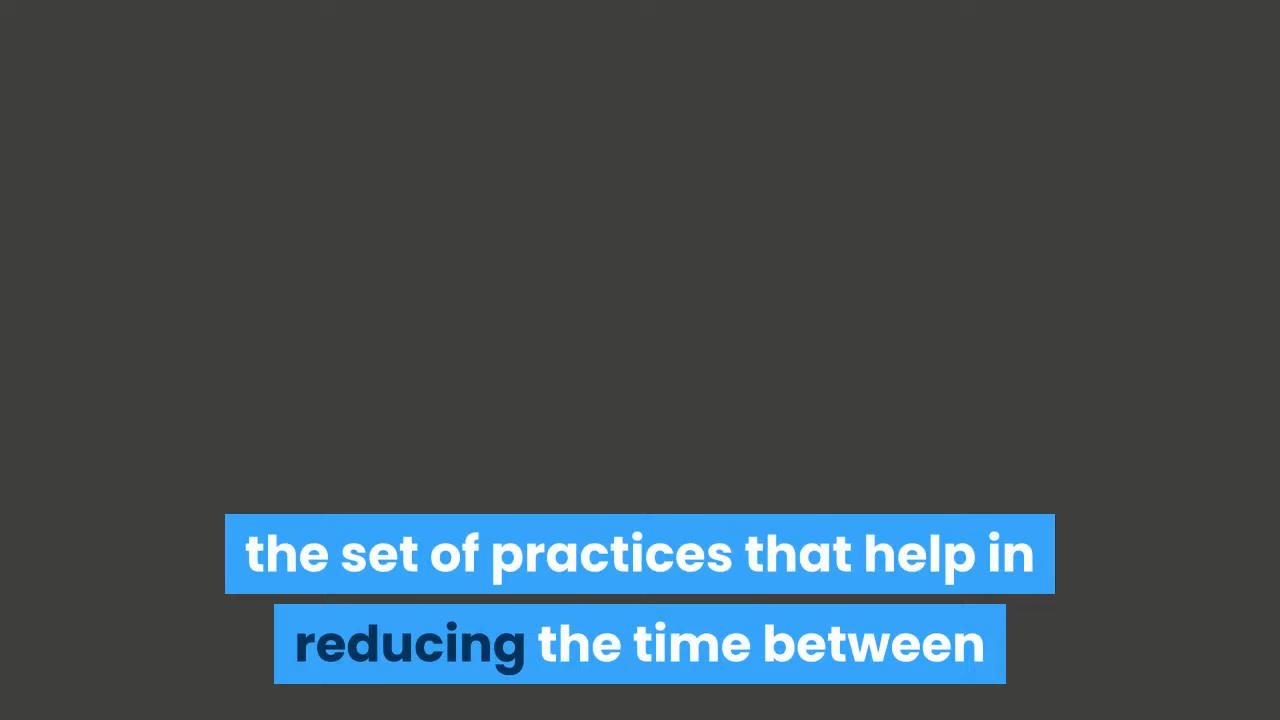 the set of practices that help in
reducing the time between